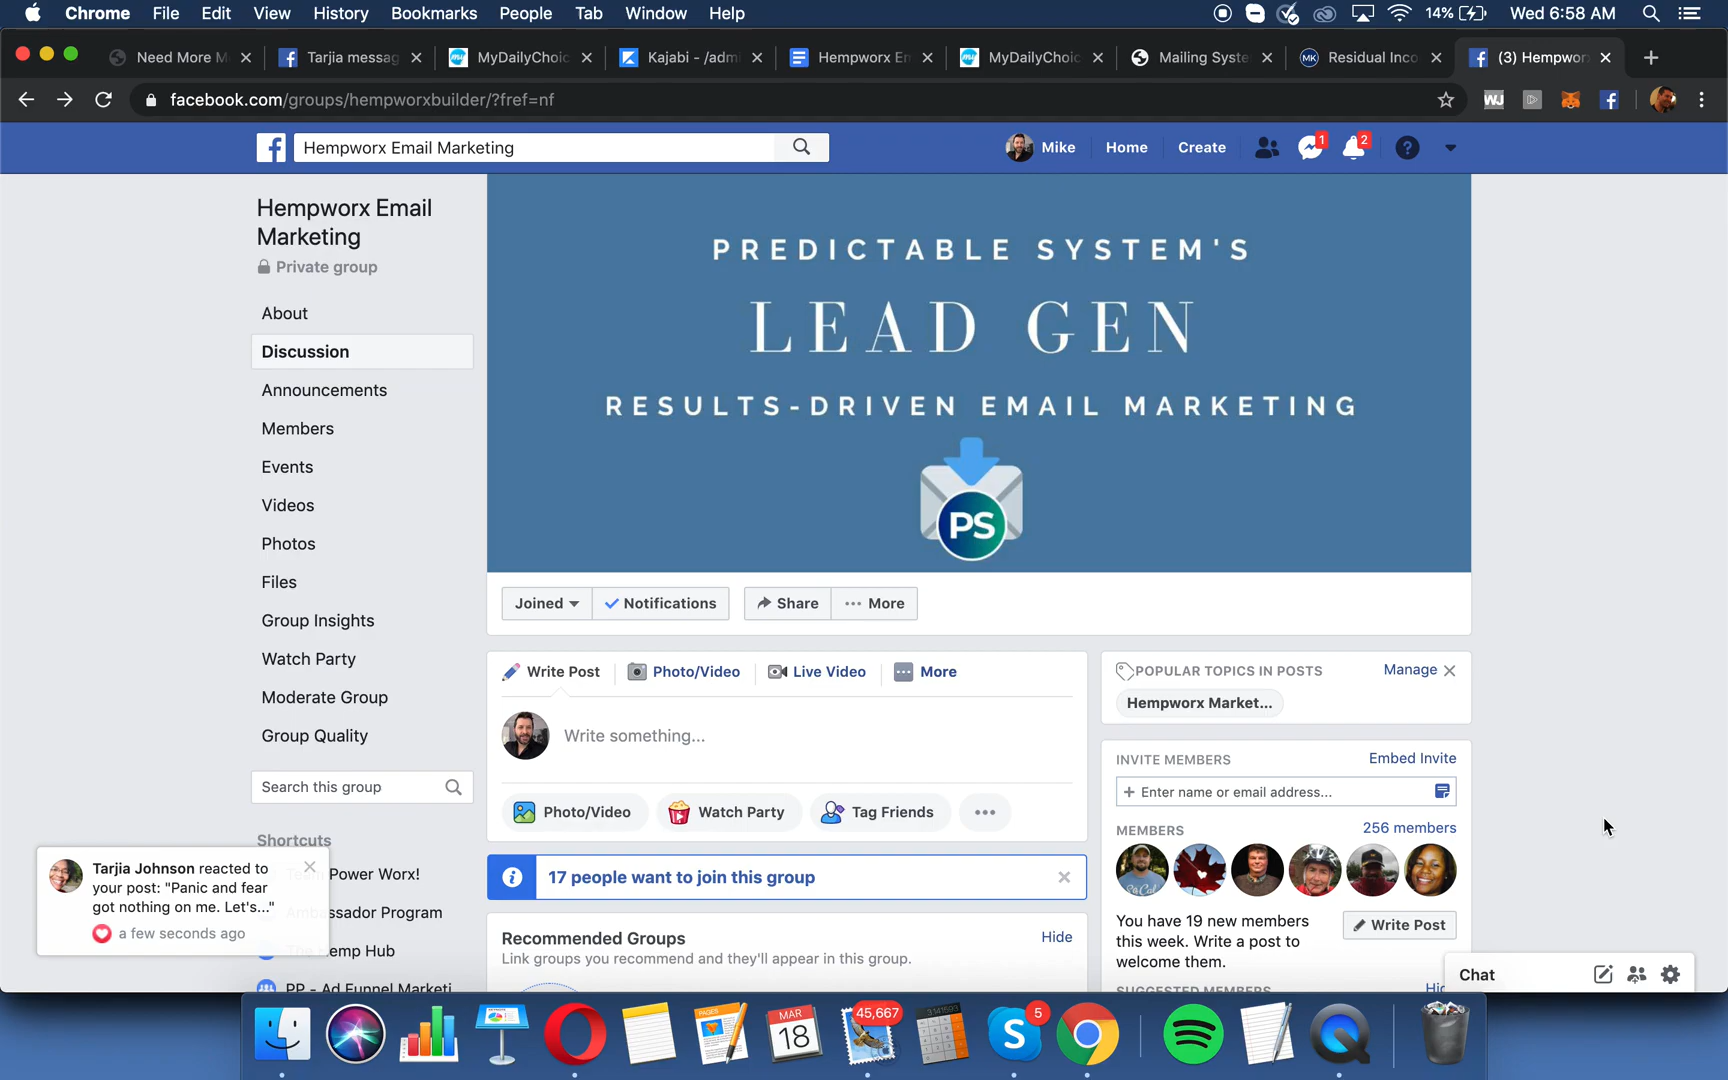 Chrome File Edit View History Bookmarks People Tab Window Help 14% Wed 6:58 AM
Need More M Tarjia messag MyDailyChoic Kajabi - /adm Hempworx Em MyDailyChoic Mailing Syste MK Residual Inco (3) Hempwor
facebook.com/groups/hempworxbuilder/?fref=nf WJ
Hempworx Email Marketing Mike Home Create 1 2
Hempworx Email
Marketing
Private group
About
Discussion
Announcements
Members
Events
Videos
Photos
Files
Group Insights
Watch Party
Moderate Group
Group Quality
Search this group
Shortcuts
Power Worx!
bassador Program
emp Hub
PP - Ad Funnel Marketi
Tarjia Johnson reacted to
your post: "Panic and fear
got nothing on me. Let's..."
a few seconds ago
PREDICTABLE SYSTEM'S
LEAD GEN
RESULTS-DRIVEN EMAIL MARKETING
PS
Joined Notifications Share More
Write Post Photo/Video Live Video More
Write something...
Photo/Video Watch Party Tag Friends
17 people want to join this group
Recommended Groups Hide
Link groups you recommend and they'll appear in this group.
POPULAR TOPICS IN POSTS Manage
Hempworx Market...
INVITE MEMBERS Embed Invite
+ Enter name or email address...
MEMBERS 256 members
You have 19 new members
this week. Write a post to
welcome them.
Write Post
SUGGESTED MEMBERS
Chat
MAR
18
45,667
5